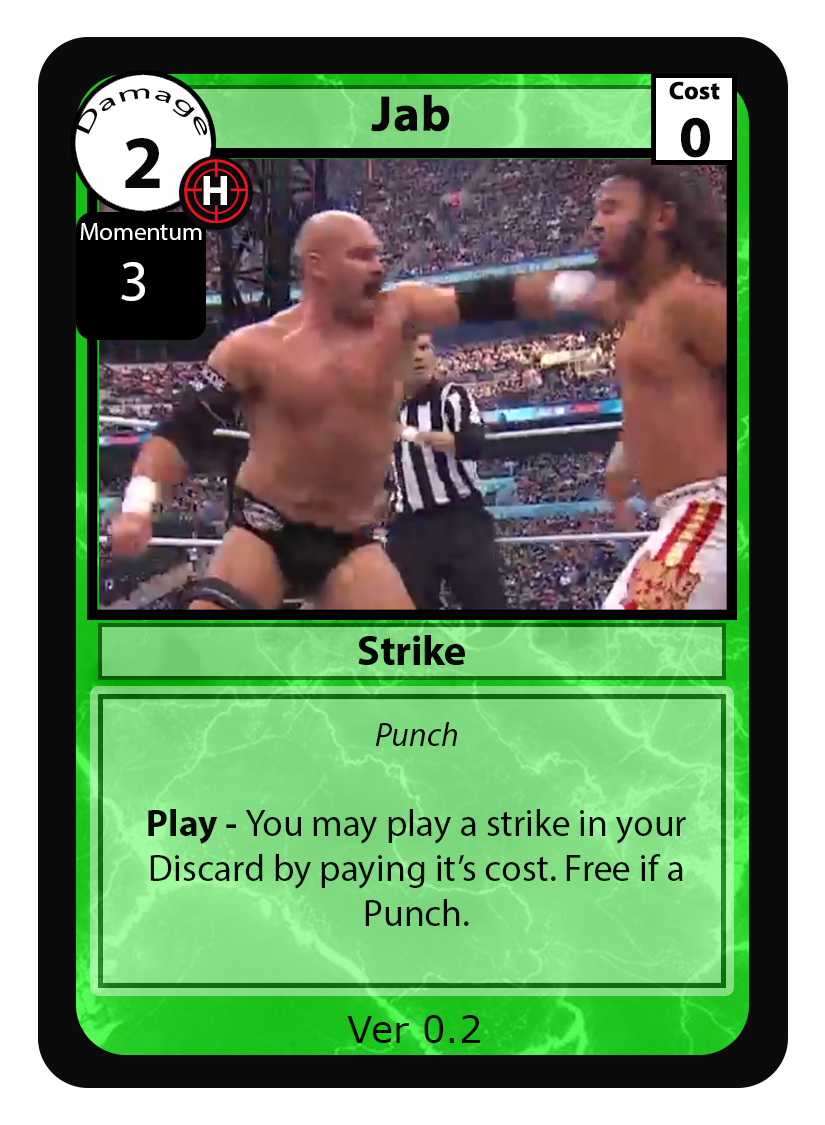 Damage
2
H
Jab
Cost
0
Momentum
3
Strike
Punch
Play - You may play a strike in your
Discard by paying it’s cost. Free if a
Punch.
Ver 0.2